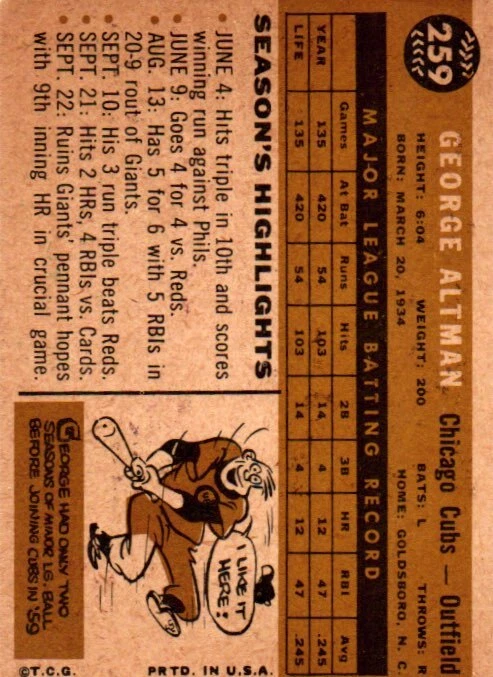 259
GEORGE ALTMAN Chicago Cubs — Outfield
HEIGHT: 6:04 WEIGHT: 200 BATS: L THROWS: R
BORN: MARCH 20, 1934 HOME: GOLDSBORO, N. C.
MAJOR LEAGUE BATTING RECORD
Games At Bat Runs Hits 2B 3B HR RBI Avg
YEAR 135 420 54 103 14 4 12 47 .245
LIFE 135 420 54 103 14 4 12 47 .245
SEASON'S HIGHLIGHTS
• JUNE 4: Hits triple in 10th and scores
winning run against Phils.
• JUNE 9: Goes 4 for 4 vs. Reds.
• AUG. 13: Has 5 for 6 with 5 RBIs in
20-9 rout of Giants.
• SEPT. 10: His 3 run triple beats Reds.
• SEPT. 21: Hits 2 HRs, 4 RBIs vs. Cards.
• SEPT. 22: Ruins Giants' pennant hopes
with 9th inning HR in crucial game.
I LIKE IT
HERE!
GEORGE HAD ONLY TWO
SEASONS OF MINOR LG. BALL
BEFORE JOINING CUBS IN '59
©T.C.G. PRTD. IN U.S.A.